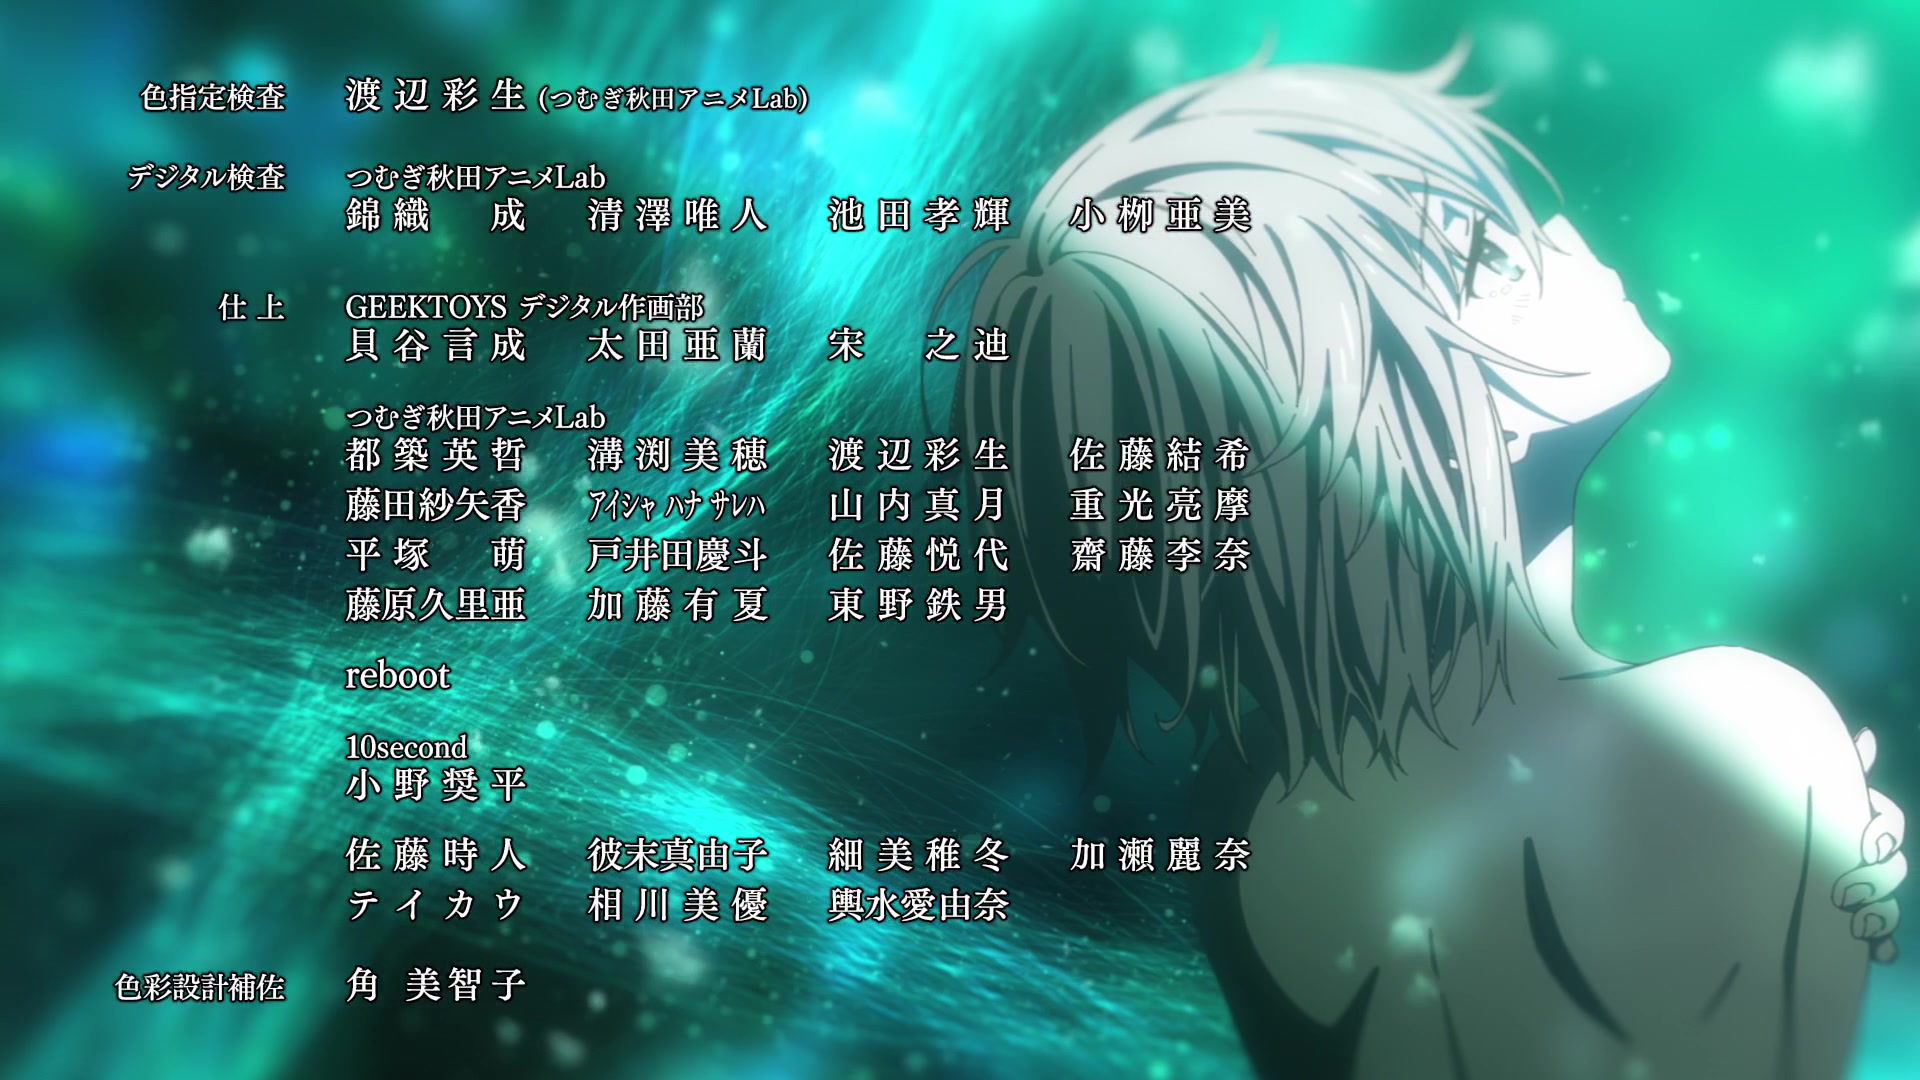 色指定検査 渡辺彩生 (つむぎ秋田アニメLab)
デジタル検査 つむぎ秋田アニメLab
錦織 成 清澤唯人 池田孝輝 小栁亜美
仕上 GEEKTOYS デジタル作画部
貝谷言成 太田亜蘭 宋 之迪
つむぎ秋田アニメLab
都築英哲 溝渕美穂 渡辺彩生 佐藤結希
藤田紗矢香 アイシャ ハナ サレハ 山内真月 重光亮摩
平塚 萌 戸井田慶斗 佐藤悦代 齋藤李奈
藤原久里亜 加藤有夏 東野鉄男
reboot
10second
小野奨平
佐藤時人 彼末真由子 細美稚冬 加瀬麗奈
テイカウ 相川美優 輿水愛由奈
色彩設計補佐 角 美智子